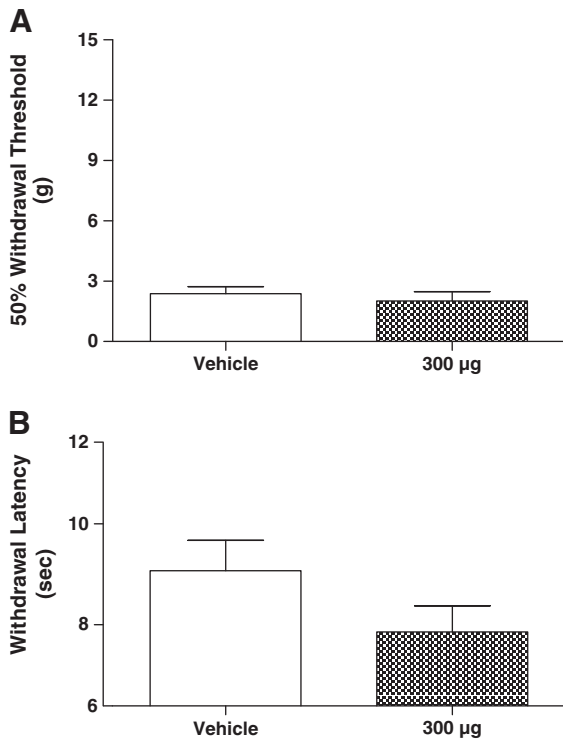 A
50% Withdrawal Threshold
(g)
15
12
9
6
3
0
Vehicle
300 µg
B
Withdrawal Latency
(sec)
12
10
8
6
Vehicle
300 µg